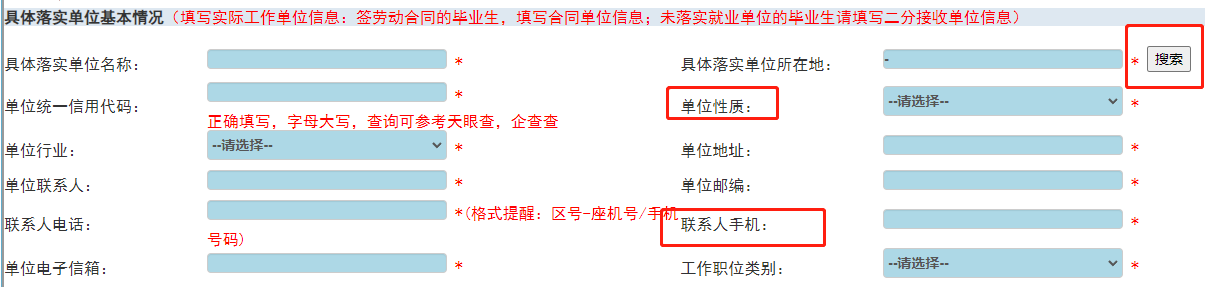 具体落实单位基本情况（填写实际工作单位信息：签劳动合同的毕业生，填写合同单位信息；未落实就业单位的毕业生请填写二分接收单位信息）
具体落实单位名称： * 具体落实单位所在地： - * 搜索
单位统一信用代码： * 单位性质： --请选择-- *
正确填写，字母大写，查询可参考天眼查，企查查
单位行业： --请选择-- * 单位地址： *
单位联系人： * 单位邮编： *
联系人电话： *(格式提醒：区号-座机号/手机 联系人手机： *
号码)
单位电子信箱： * 工作职位类别： --请选择-- *